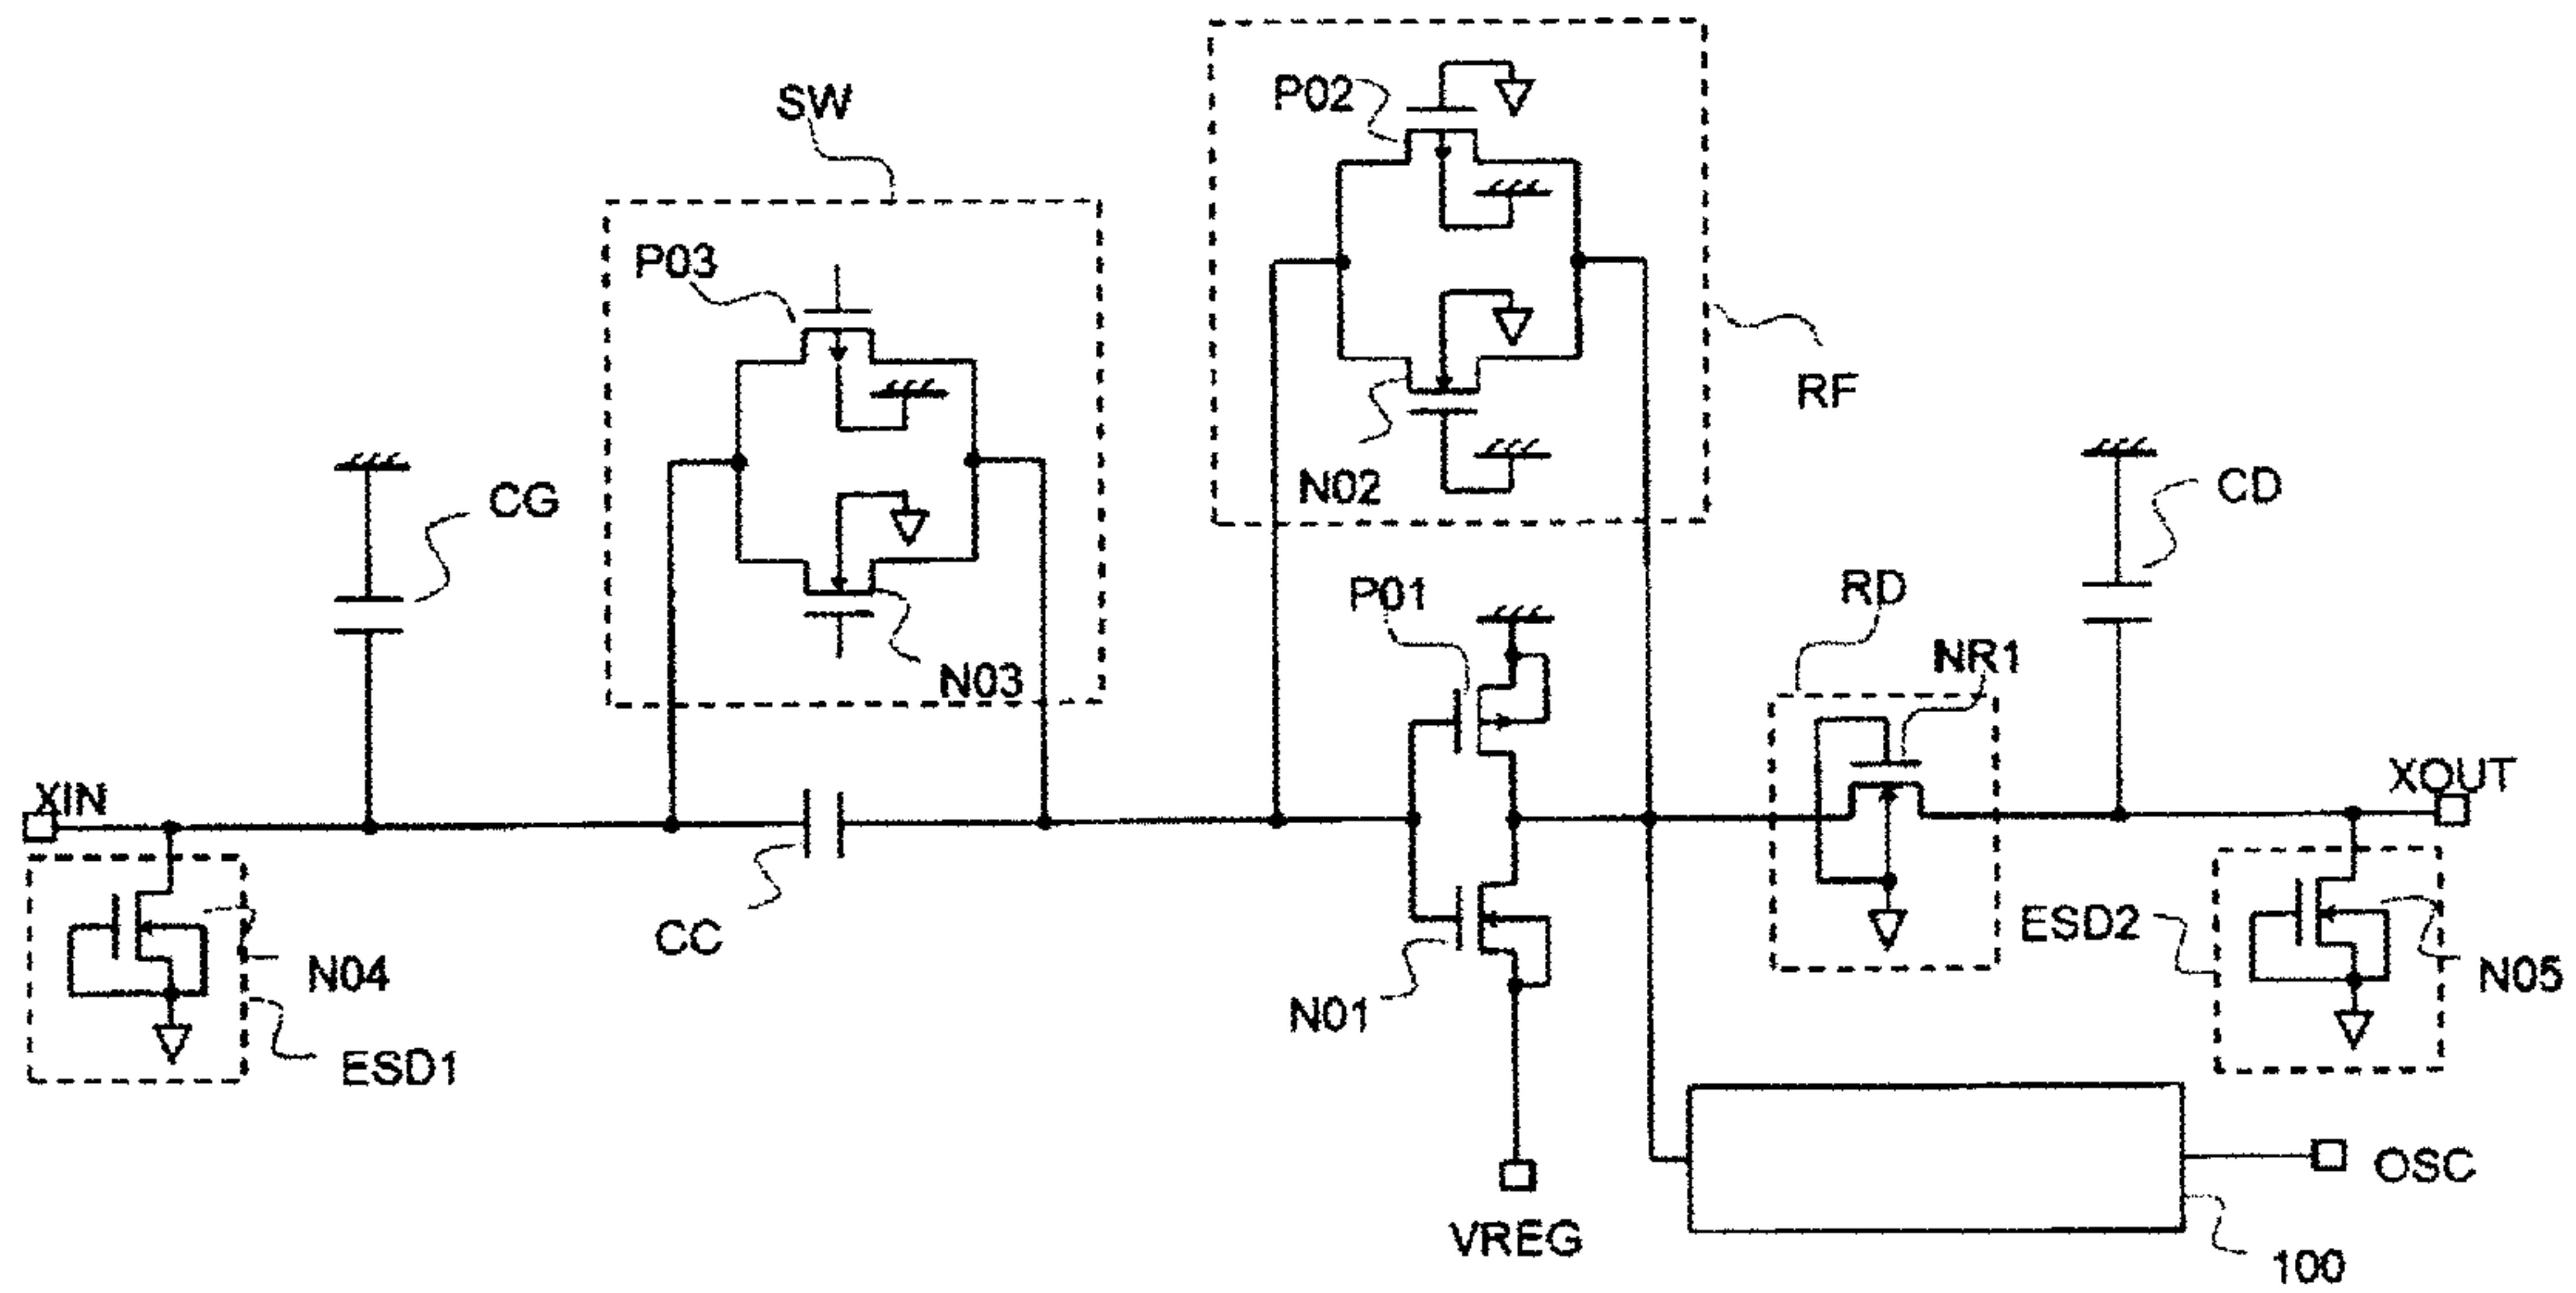 SW
P02
P03
RF
CG
N02
CD
P01
RD
N03
NR1
XIN
XOUT
CC
ESD2
N04
N05
N01
ESD1
OSC
VREG
100